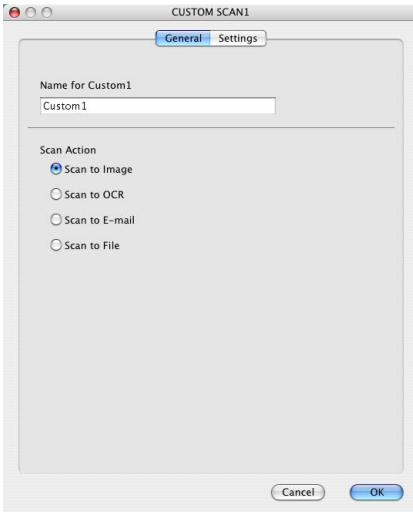 CUSTOM SCAN1
General Settings
Name for Custom1
Custom1
Scan Action
Scan to Image
Scan to OCR
Scan to E-mail
Scan to File
Cancel OK